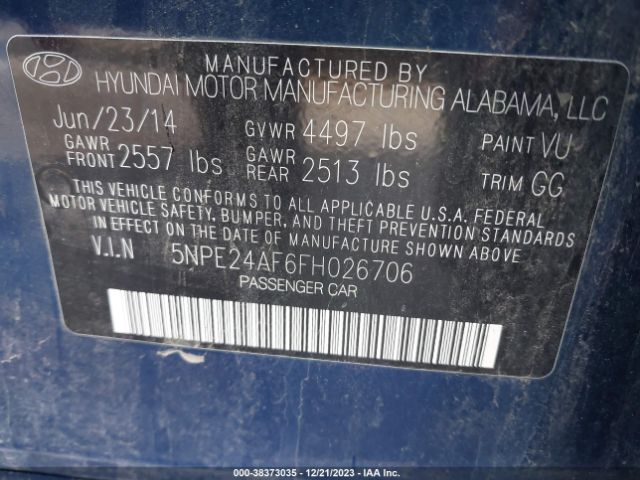 MANUFACTURED BY
HYUNDAI MOTOR MANUFACTURING ALABAMA, LLC
Jun/23/14 GVWR 4497 lbs PAINT VU
GAWR FRONT 2557 lbs GAWR REAR 2513 lbs TRIM GG
THIS VEHICLE CONFORMS TO ALL APPLICABLE U.S.A. FEDERAL
MOTOR VEHICLE SAFETY, BUMPER, AND THEFT PREVENTION STANDARDS
IN EFFECT ON THE DATE OF MANUFACTURE SHOWN ABOVE.
V.I.N 5NPE24AF6FH026706
PASSENGER CAR
000-38373035 - 12/21/2023 - IAA Inc.